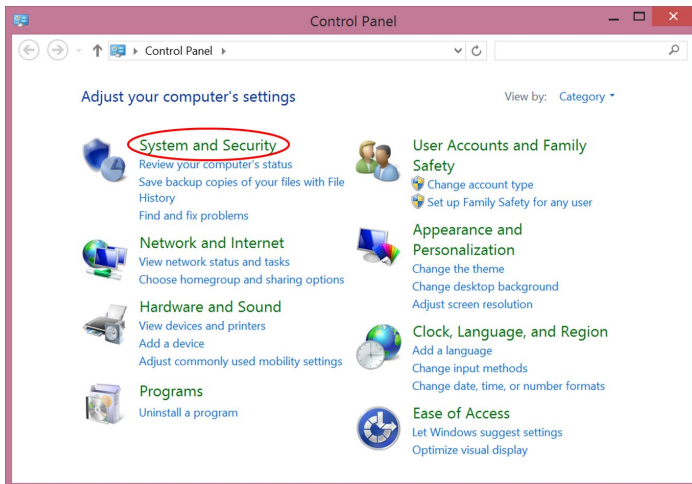 Control Panel
Control Panel
Adjust your computer's settings
View by: Category
System and Security
Review your computer's status
Save backup copies of your files with File
History
Find and fix problems
Network and Internet
View network status and tasks
Choose homegroup and sharing options
Hardware and Sound
View devices and printers
Add a device
Adjust commonly used mobility settings
Programs
Uninstall a program
User Accounts and Family
Safety
Change account type
Set up Family Safety for any user
Appearance and
Personalization
Change the theme
Change desktop background
Adjust screen resolution
Clock, Language, and Region
Add a language
Change input methods
Change date, time, or number formats
Ease of Access
Let Windows suggest settings
Optimize visual display